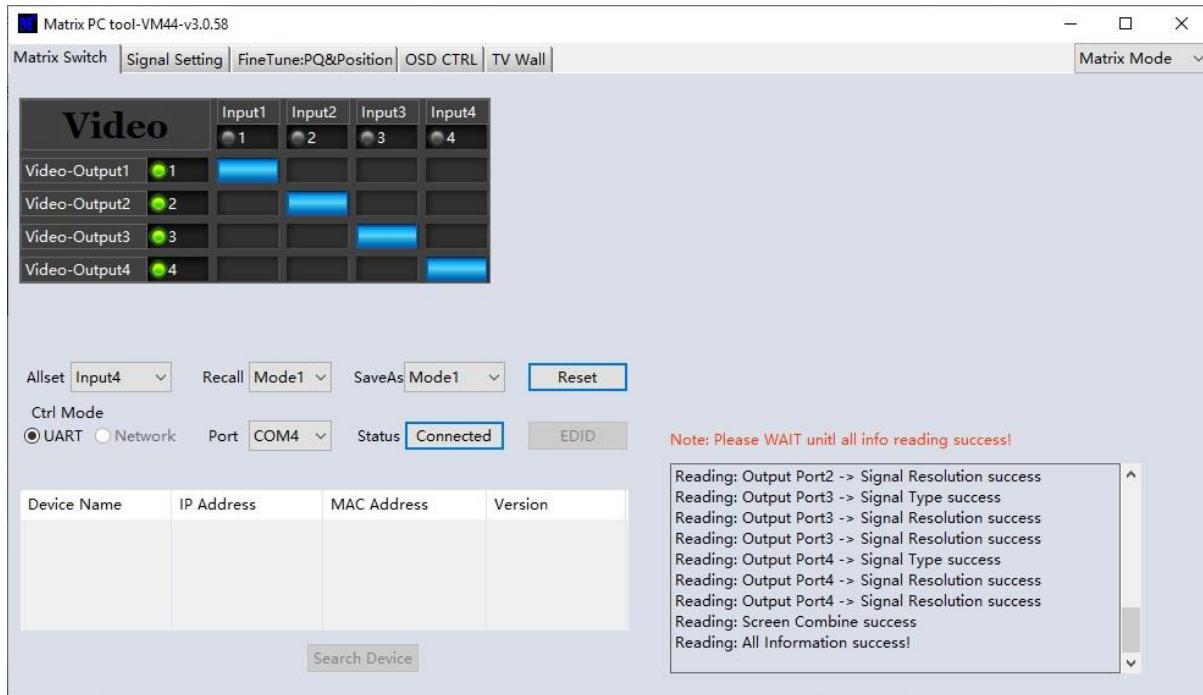 Matrix PC tool-VM44-v3.0.58
Matrix Switch Signal Setting FineTune:PQ&Position OSD CTRL TV Wall Matrix Mode
Video Input1 Input2 Input3 Input4
1 2 3 4
Video-Output1 1
Video-Output2 2
Video-Output3 3
Video-Output4 4
Allset Input4 Recall Mode1 SaveAs Mode1 Reset
Ctrl Mode
UART Network Port COM4 Status Connected EDID
Note: Please WAIT unitl all info reading success!
Device Name IP Address MAC Address Version
Search Device
Reading: Output Port2 -> Signal Resolution success
Reading: Output Port3 -> Signal Type success
Reading: Output Port3 -> Signal Resolution success
Reading: Output Port3 -> Signal Resolution success
Reading: Output Port4 -> Signal Type success
Reading: Output Port4 -> Signal Resolution success
Reading: Output Port4 -> Signal Resolution success
Reading: Screen Combine success
Reading: All Information success!